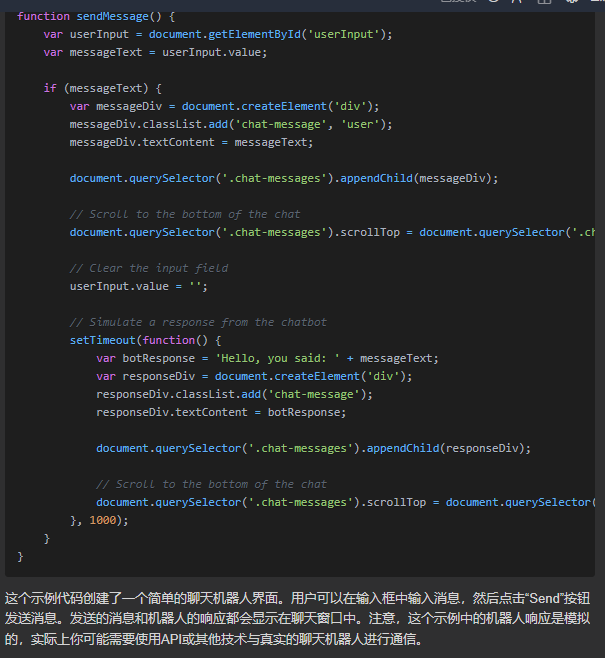 function sendMessage() {
    var userInput = document.getElementById('userInput');
    var messageText = userInput.value;

    if (messageText) {
        var messageDiv = document.createElement('div');
        messageDiv.classList.add('chat-message', 'user');
        messageDiv.textContent = messageText;

        document.querySelector('.chat-messages').appendChild(messageDiv);

        // Scroll to the bottom of the chat
        document.querySelector('.chat-messages').scrollTop = document.querySelector('.ch

        // Clear the input field
        userInput.value = '';

        // Simulate a response from the chatbot
        setTimeout(function() {
            var botResponse = 'Hello, you said: ' + messageText;
            var responseDiv = document.createElement('div');
            responseDiv.classList.add('chat-message');
            responseDiv.textContent = botResponse;

            document.querySelector('.chat-messages').appendChild(responseDiv);

            // Scroll to the bottom of the chat
            document.querySelector('.chat-messages').scrollTop = document.querySelector(
        }, 1000);
    }
}
这个示例代码创建了一个简单的聊天机器人界面。用户可以在输入框中输入消息，然后点击“Send”按钮
发送消息。发送的消息和机器人的响应都会显示在聊天窗口中。注意，这个示例中的机器人响应是模拟
的，实际上你可能需要使用API或其他技术与真实的聊天机器人进行通信。